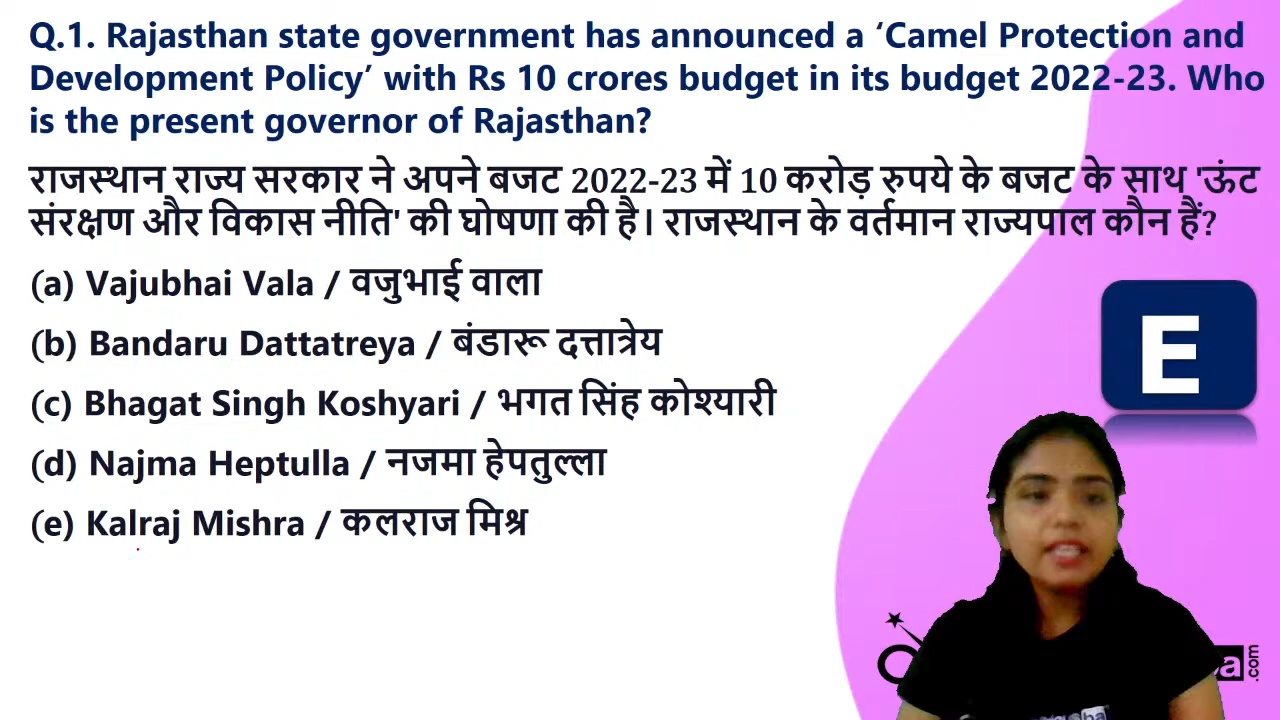 Q.1. Rajasthan state government has announced a ‘Camel Protection and
Development Policy’ with Rs 10 crores budget in its budget 2022-23. Who
is the present governor of Rajasthan?
राजस्थान राज्य सरकार ने अपने बजट 2022-23 में 10 करोड़ रुपये के बजट के साथ 'ऊंट
संरक्षण और विकास नीति' की घोषणा की है। राजस्थान के वर्तमान राज्यपाल कौन हैं?
(a) Vajubhai Vala / वजुभाई वाला
(b) Bandaru Dattatreya / बंडारू दत्तात्रेय
(c) Bhagat Singh Koshyari / भगत सिंह कोश्यारी
(d) Najma Heptulla / नजमा हेपतुल्ला
(e) Kalraj Mishra / कलराज मिश्र
E
.com